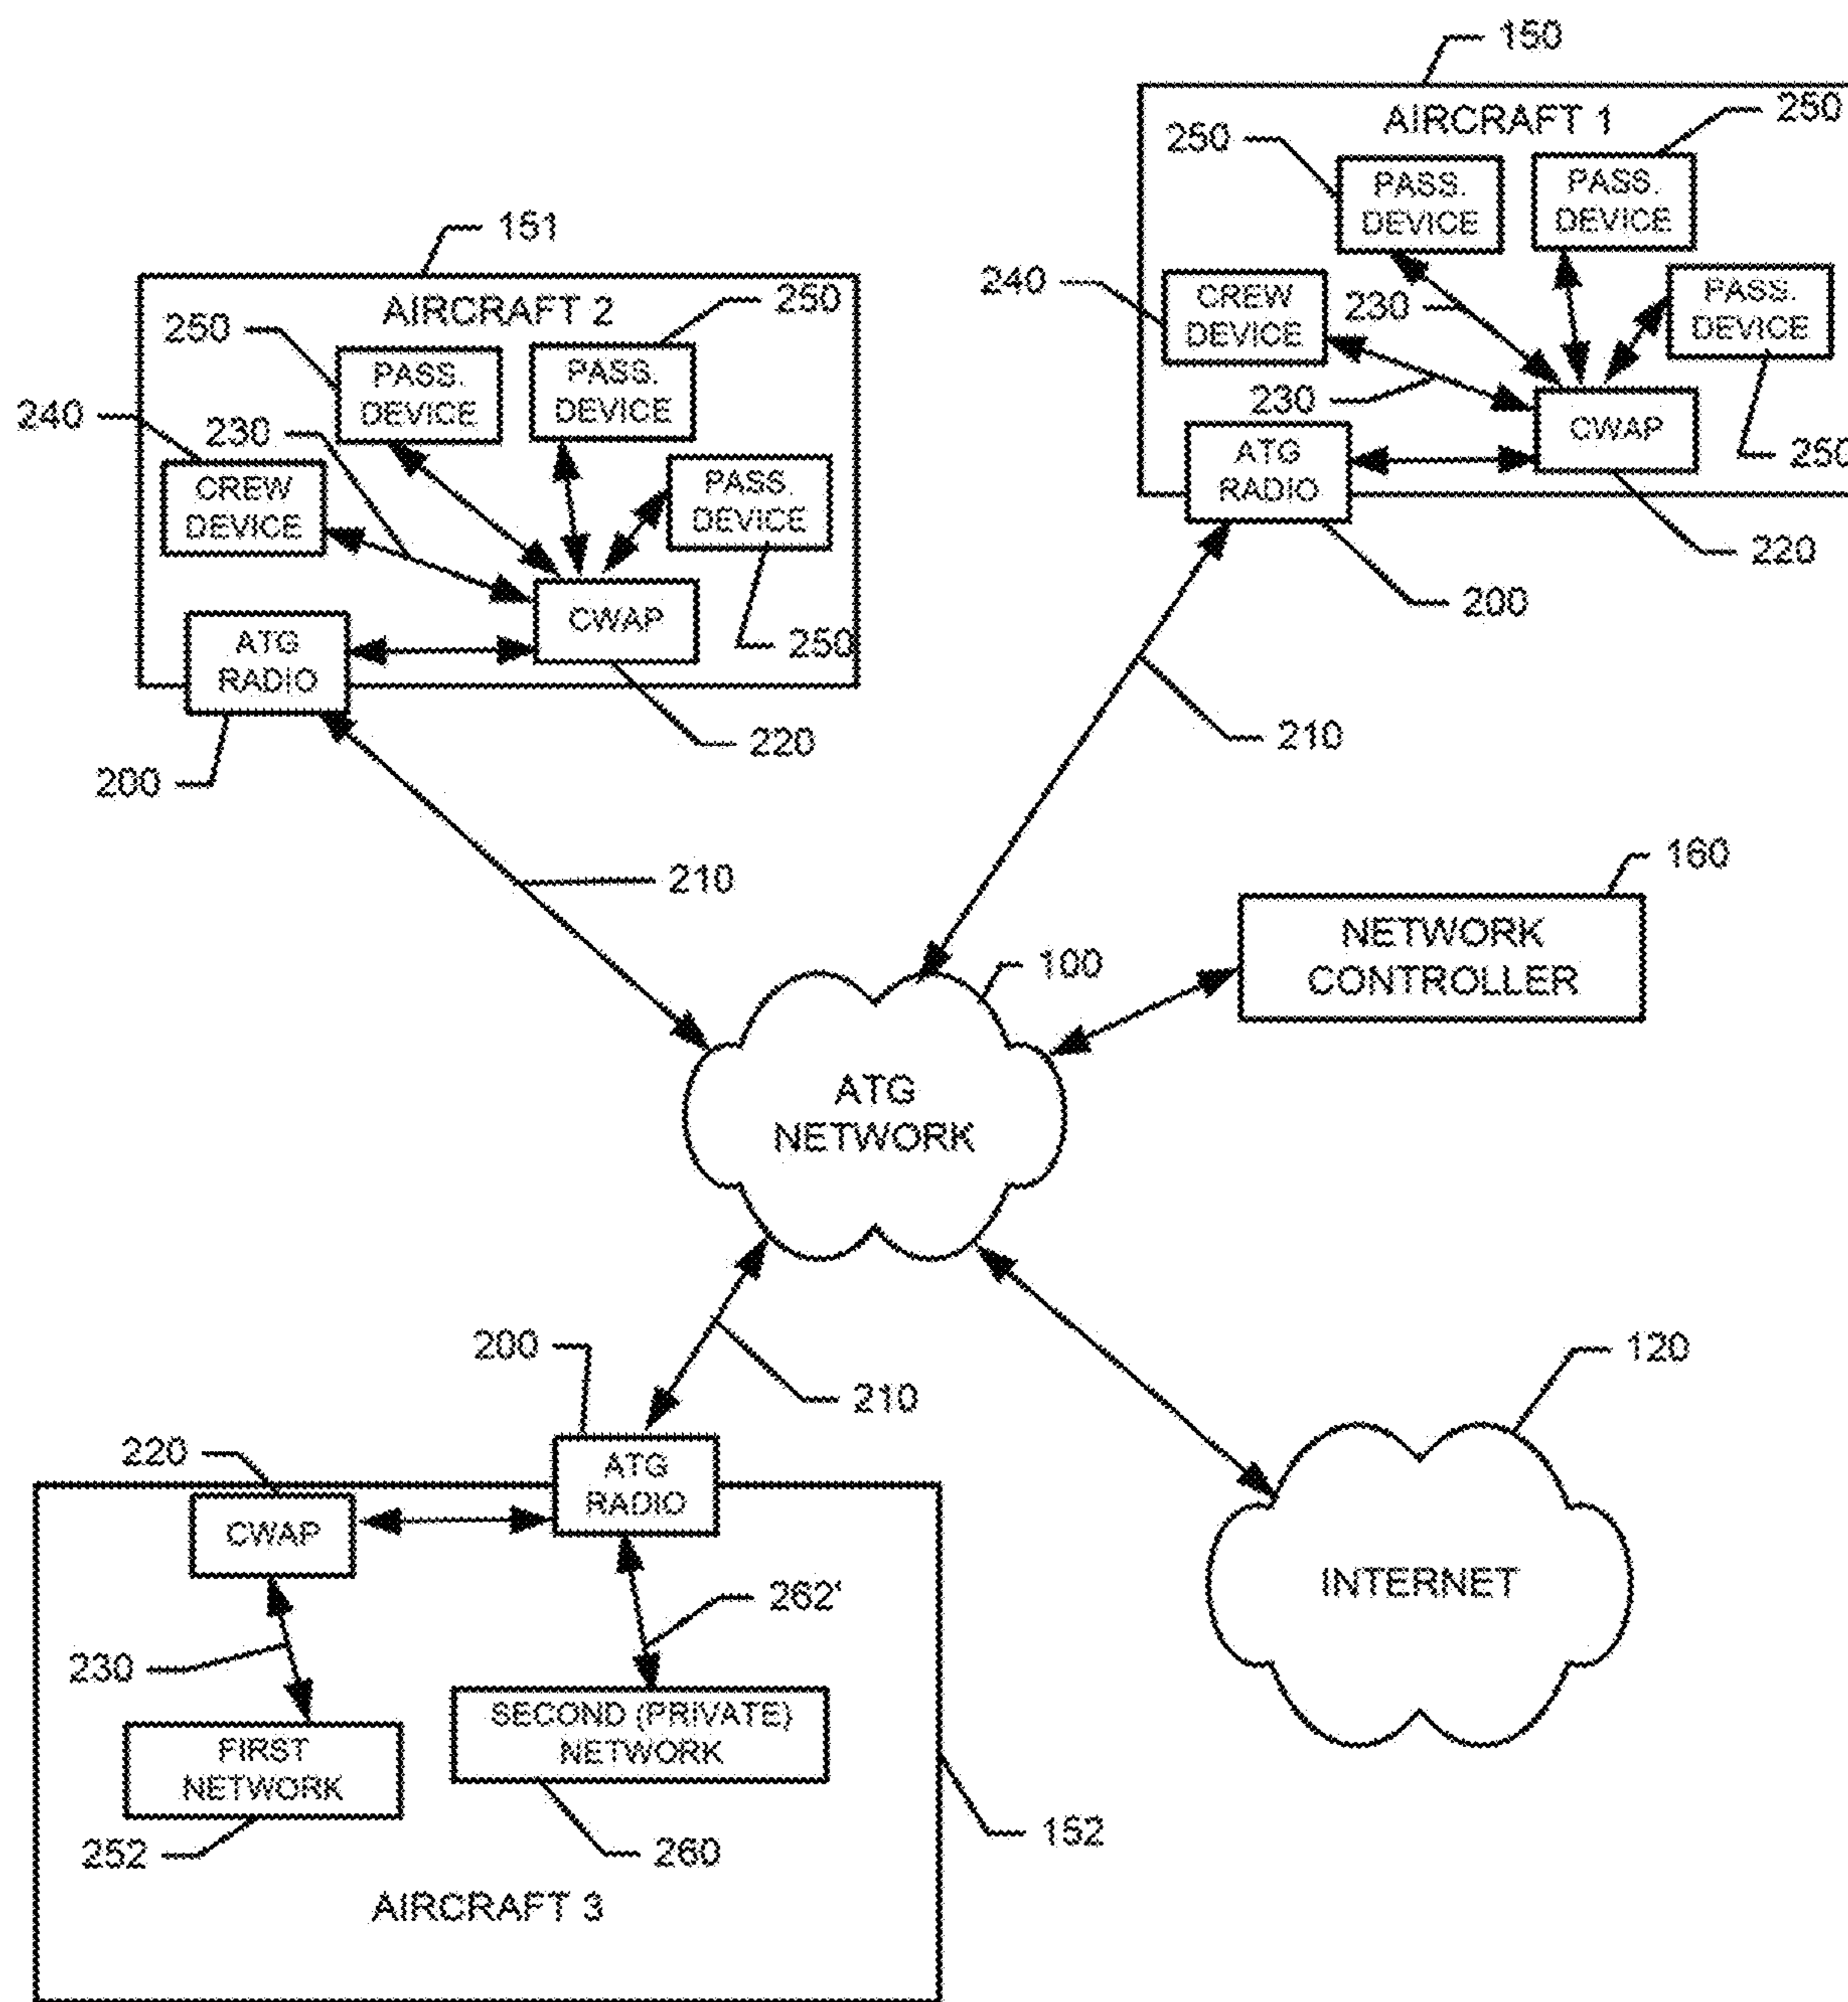 150
AIRCRAFT 1
250
250
PASS.
DEVICE
PASS.
DEVICE
240
CREW
DEVICE
230
PASS.
DEVICE
230
CWAP
250
ATG
RADIO
220
200
151
AIRCRAFT 2
250
250
PASS.
DEVICE
PASS.
DEVICE
240
230
CREW
DEVICE
PASS.
DEVICE
CWAP
250
ATG
RADIO
220
200
210
210
160
NETWORK
CONTROLLER
100
ATG
NETWORK
200
210
120
INTERNET
220
ATG
RADIO
CWAP
262'
230
SECOND (PRIVATE)
NETWORK
FIRST
NETWORK
252
260
152
AIRCRAFT 3